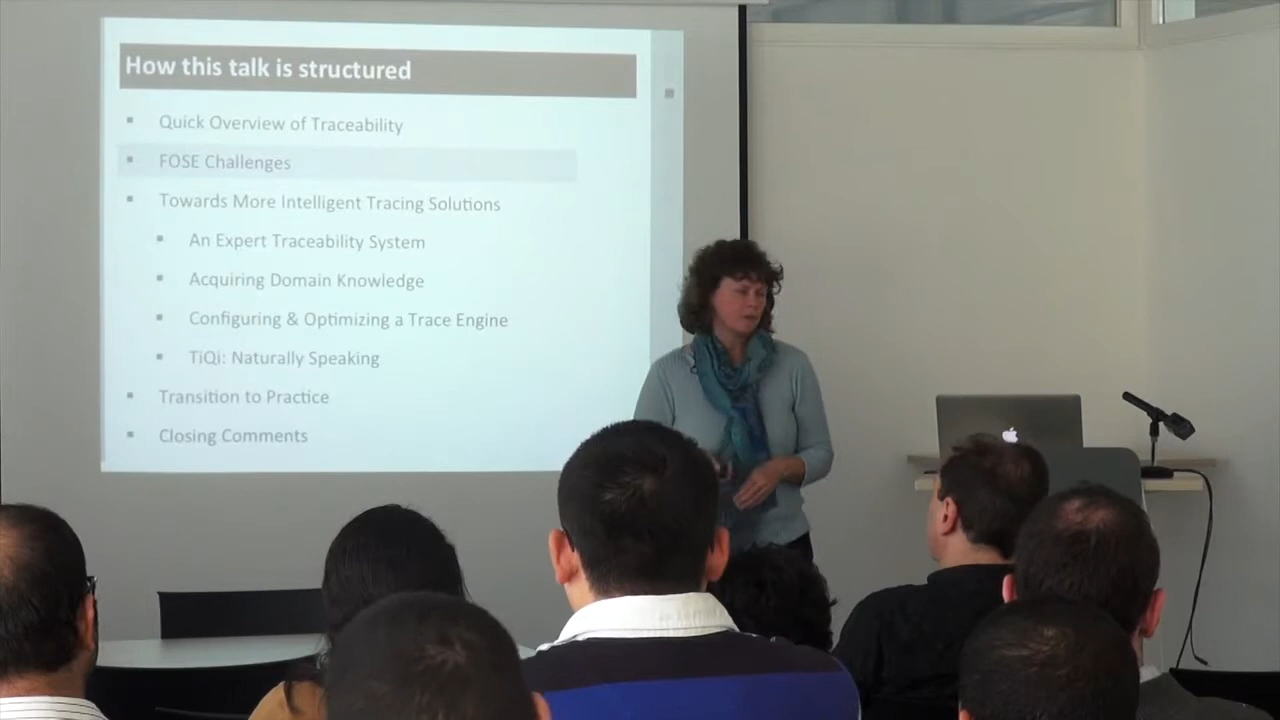 How this talk is structured
Quick Overview of Traceability
FOSE Challenges
Towards More Intelligent Tracing Solutions
An Expert Traceability System
Acquiring Domain Knowledge
Configuring & Optimizing a Trace Engine
TiQi: Naturally Speaking
Transition to Practice
Closing Comments